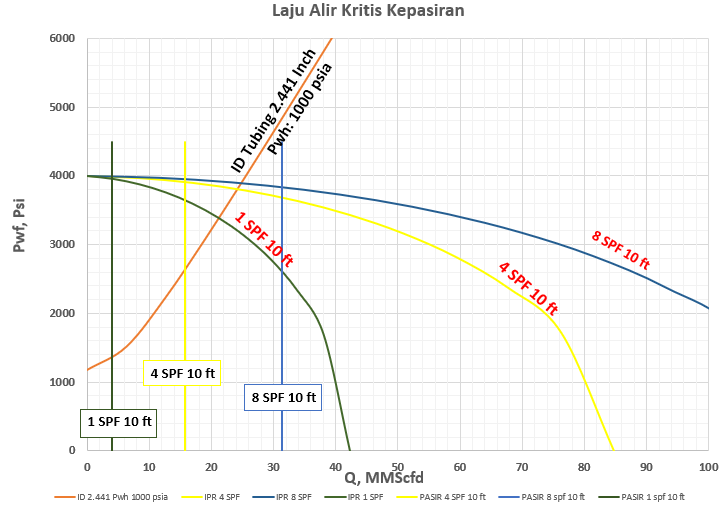 Laju Alir Kritis Kepasiran
Pwf, Psi
6000
5000
4000
3000
2000
1000
0
ID Tubing 2.441 Inch
Pwh: 1000 psia
1 SPF 10 ft
4 SPF 10 ft
8 SPF 10 ft
4 SPF 10 ft
8 SPF 10 ft
1 SPF 10 ft
0 10 20 30 40 50 60 70 80 90 100
Q, MMScfd
ID 2.441 Pwh 1000 psia IPR 4 SPF IPR 8 SPF IPR 1 SPF PASIR 4 SPF 10 ft PASIR 8 spf 10 ft PASIR 1 spf 10 ft